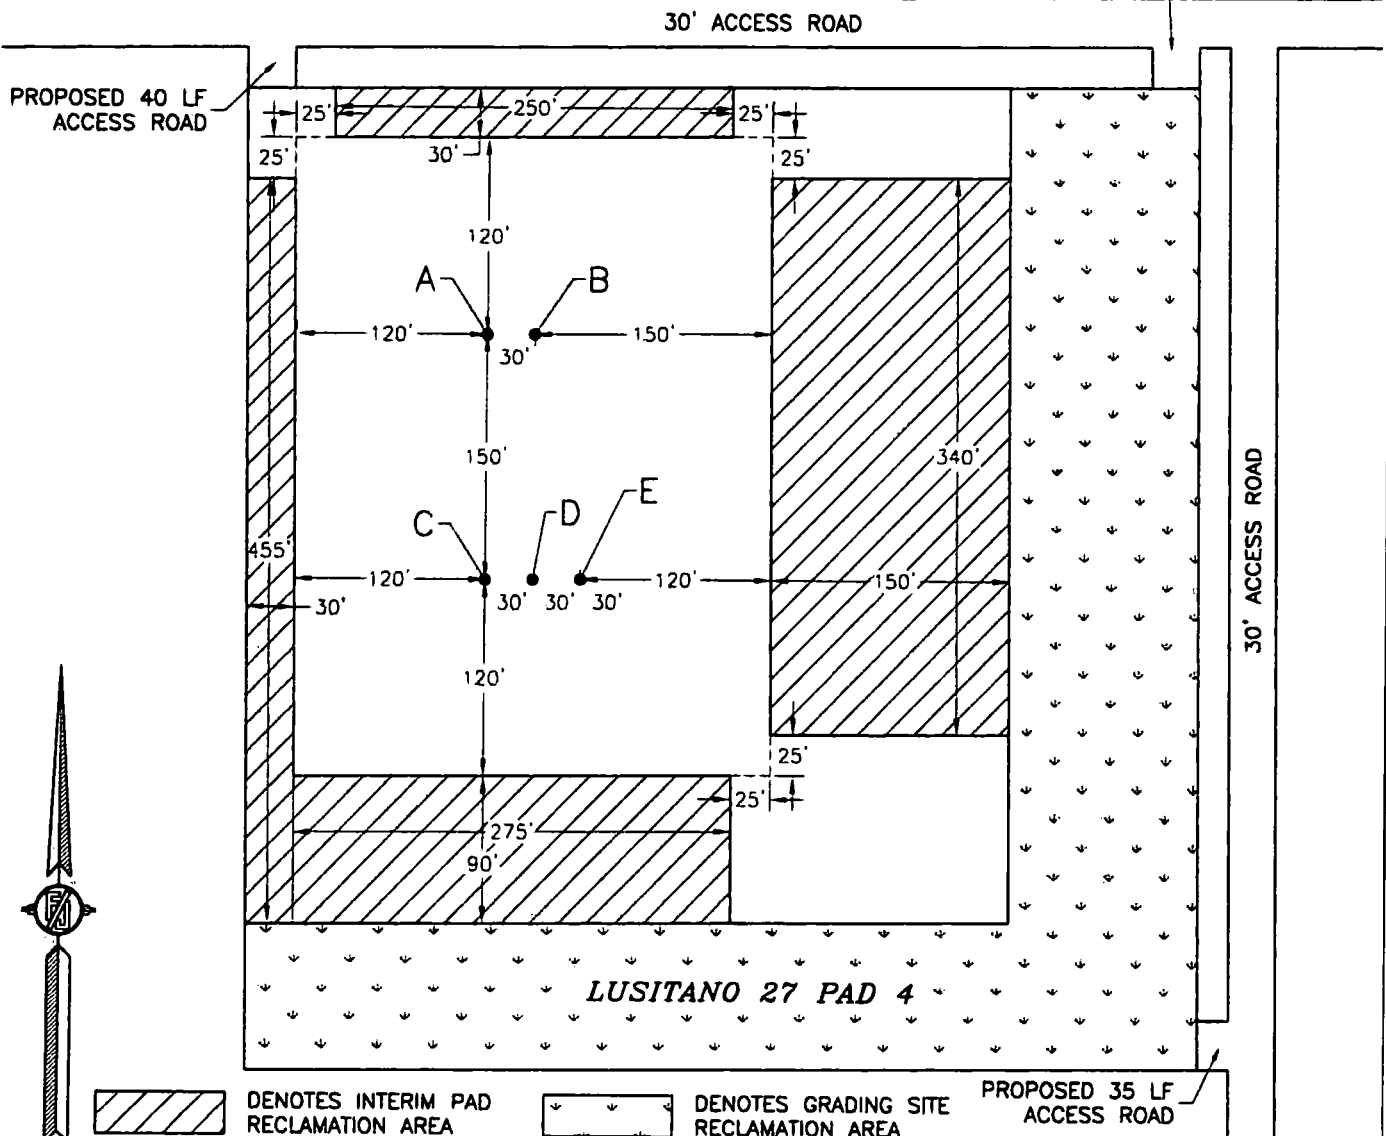 30' ACCESS ROAD
PROPOSED 40 LF
ACCESS ROAD
25'
250'
25'
25'
30'
25'
120'
A
B
120'
30'
150'
150'
340'
C
D
E
455'
120'
30'
30'
30'
120'
150'
30'
30' ACCESS ROAD
120'
25'
25'
275'
90'
LUSITANO 27 PAD 4
DENOTES INTERIM PAD
RECLAMATION AREA
DENOTES GRADING SITE
RECLAMATION AREA
PROPOSED 35 LF
ACCESS ROAD